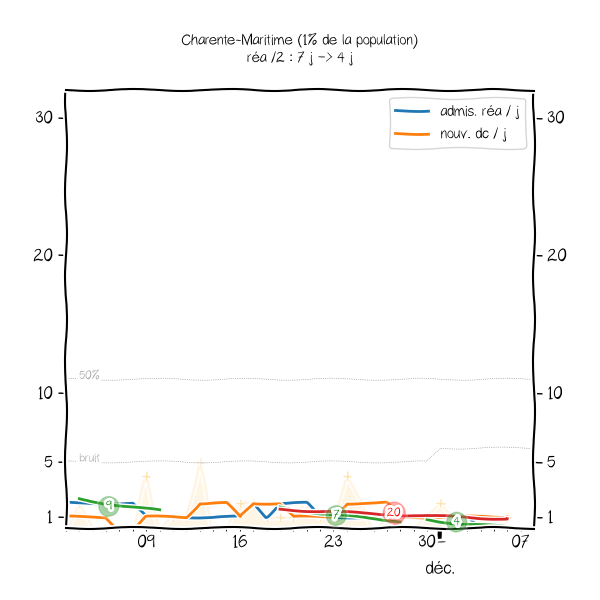 Charente-Maritime (1% de la population)
réa /2 : 7 j -> 4 j
admis. réa / j
nouv. dc / j
30 30
20 20
50%
10 10
bruit
5 5
9
7
20
4
1 1
09 16 23 30 07
déc.